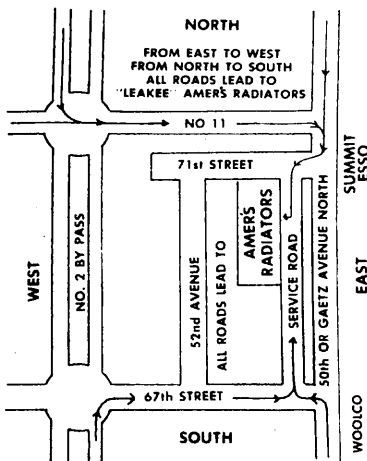 NORTH
FROM EAST TO WEST
FROM NORTH TO SOUTH
ALL ROADS LEAD TO
"LEAKEE" AMER'S RADIATORS
NO 11
71st STREET
SUMMIT
ESSO
WEST
NO. 2 BY PASS
52nd AVENUE
ALL ROADS LEAD TO
AMER'S
RADIATORS
SERVICE ROAD
50th OR GAETZ AVENUE NORTH
EAST
67th STREET
SOUTH
WOOLCO